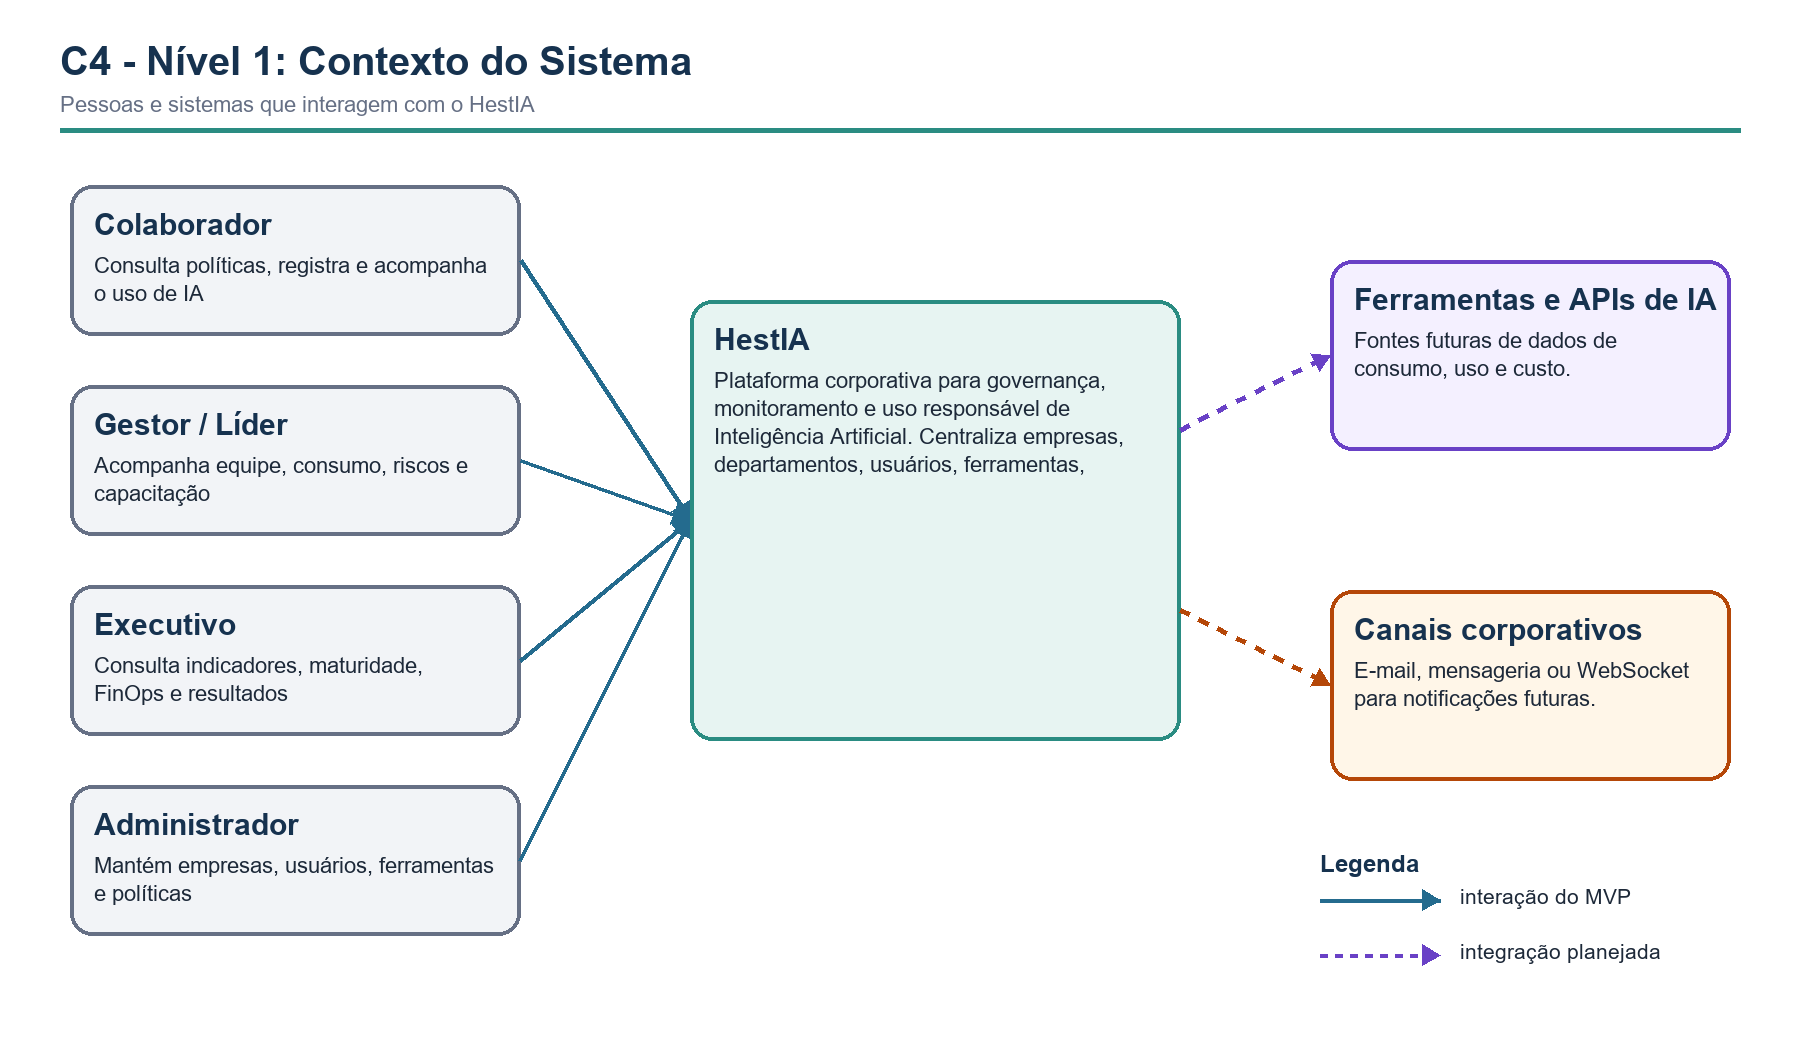 C4 - Nível 1: Contexto do Sistema
Pessoas e sistemas que interagem com o HestIA
Colaborador
Consulta políticas, registra e acompanha
o uso de IA
Gestor / Líder
Acompanha equipe, consumo, riscos e
capacitação
Executivo
Consulta indicadores, maturidade,
FinOps e resultados
Administrador
Mantém empresas, usuários, ferramentas
e políticas
HestIA
Plataforma corporativa para governança,
monitoramento e uso responsável de
Inteligência Artificial. Centraliza empresas,
departamentos, usuários, ferramentas,
Ferramentas e APIs de IA
Fontes futuras de dados de
consumo, uso e custo.
Canais corporativos
E-mail, mensageria ou WebSocket
para notificações futuras.
Legenda
interação do MVP
integração planejada